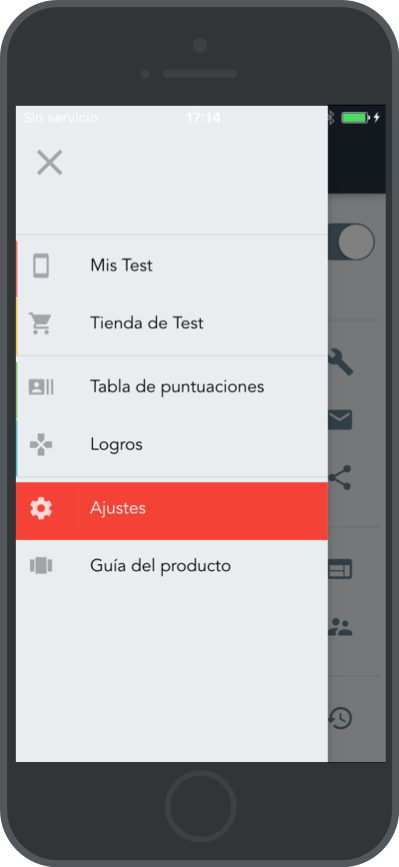 Sin servicio 17:14
Mis Test
Tienda de Test
Tabla de puntuaciones
Logros
Ajustes
Guía del producto